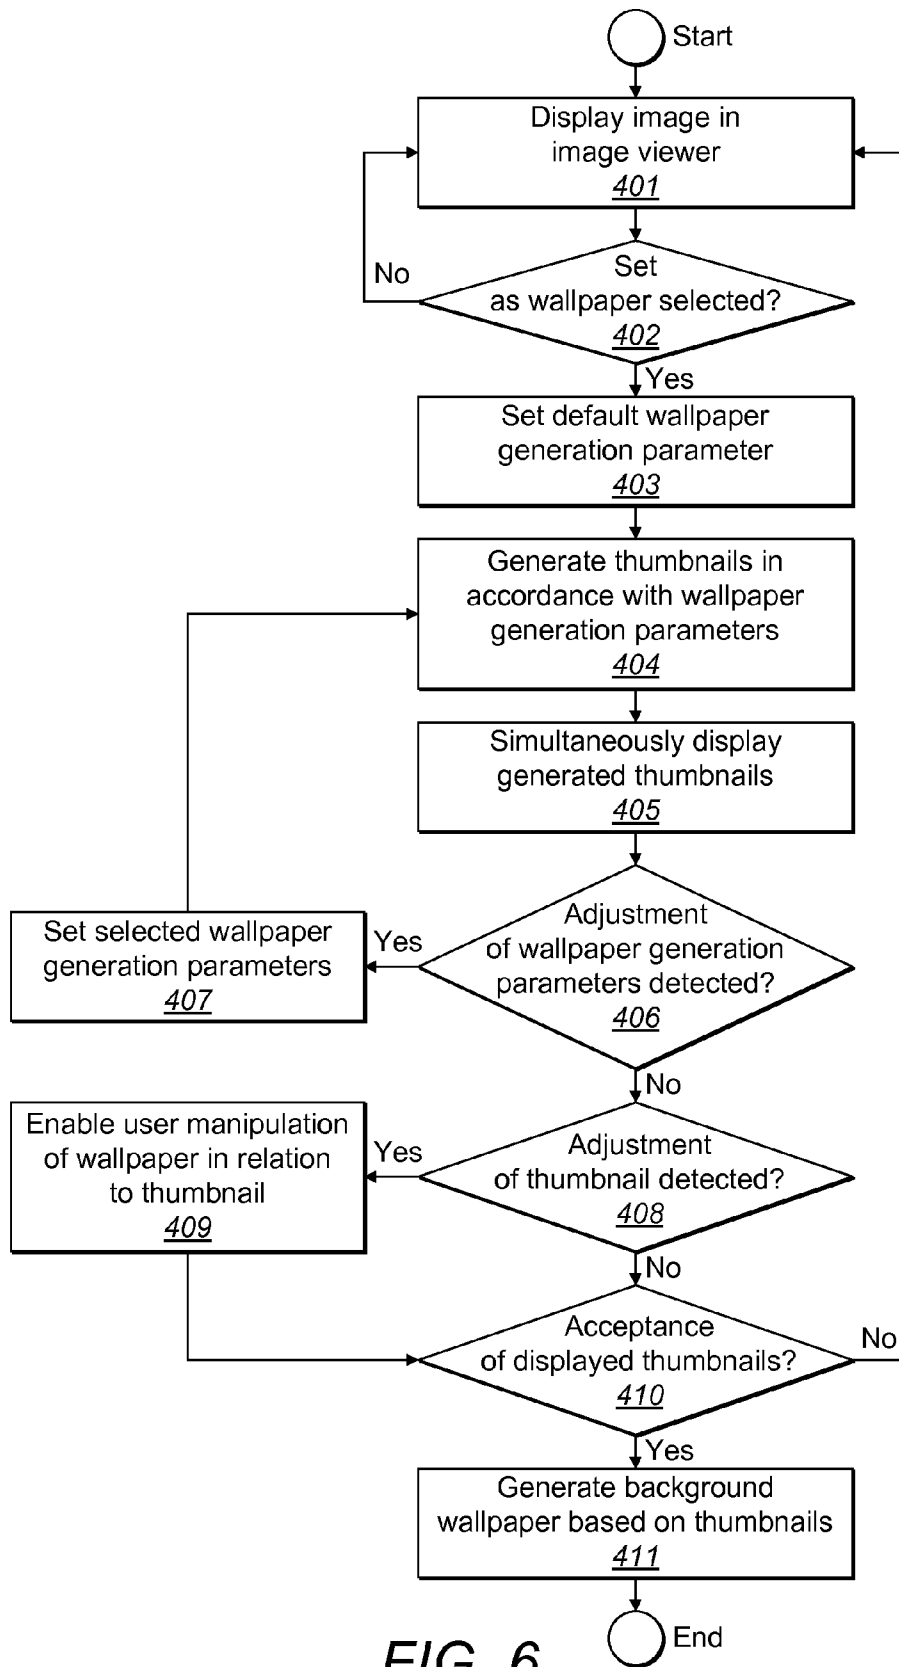 Start
Display image in
image viewer
401
No
Set
as wallpaper selected?
402
Yes
Set default wallpaper
generation parameter
403
Generate thumbnails in
accordance with wallpaper
generation parameters
404
Simultaneously display
generated thumbnails
405
Adjustment
of wallpaper generation
parameters detected?
406
Yes
Set selected wallpaper
generation parameters
407
No
Adjustment
of thumbnail detected?
408
Yes
Enable user manipulation
of wallpaper in relation
to thumbnail
409
No
Acceptance
of displayed thumbnails?
410
No
Yes
Generate background
wallpaper based on thumbnails
411
End
FIG. 6